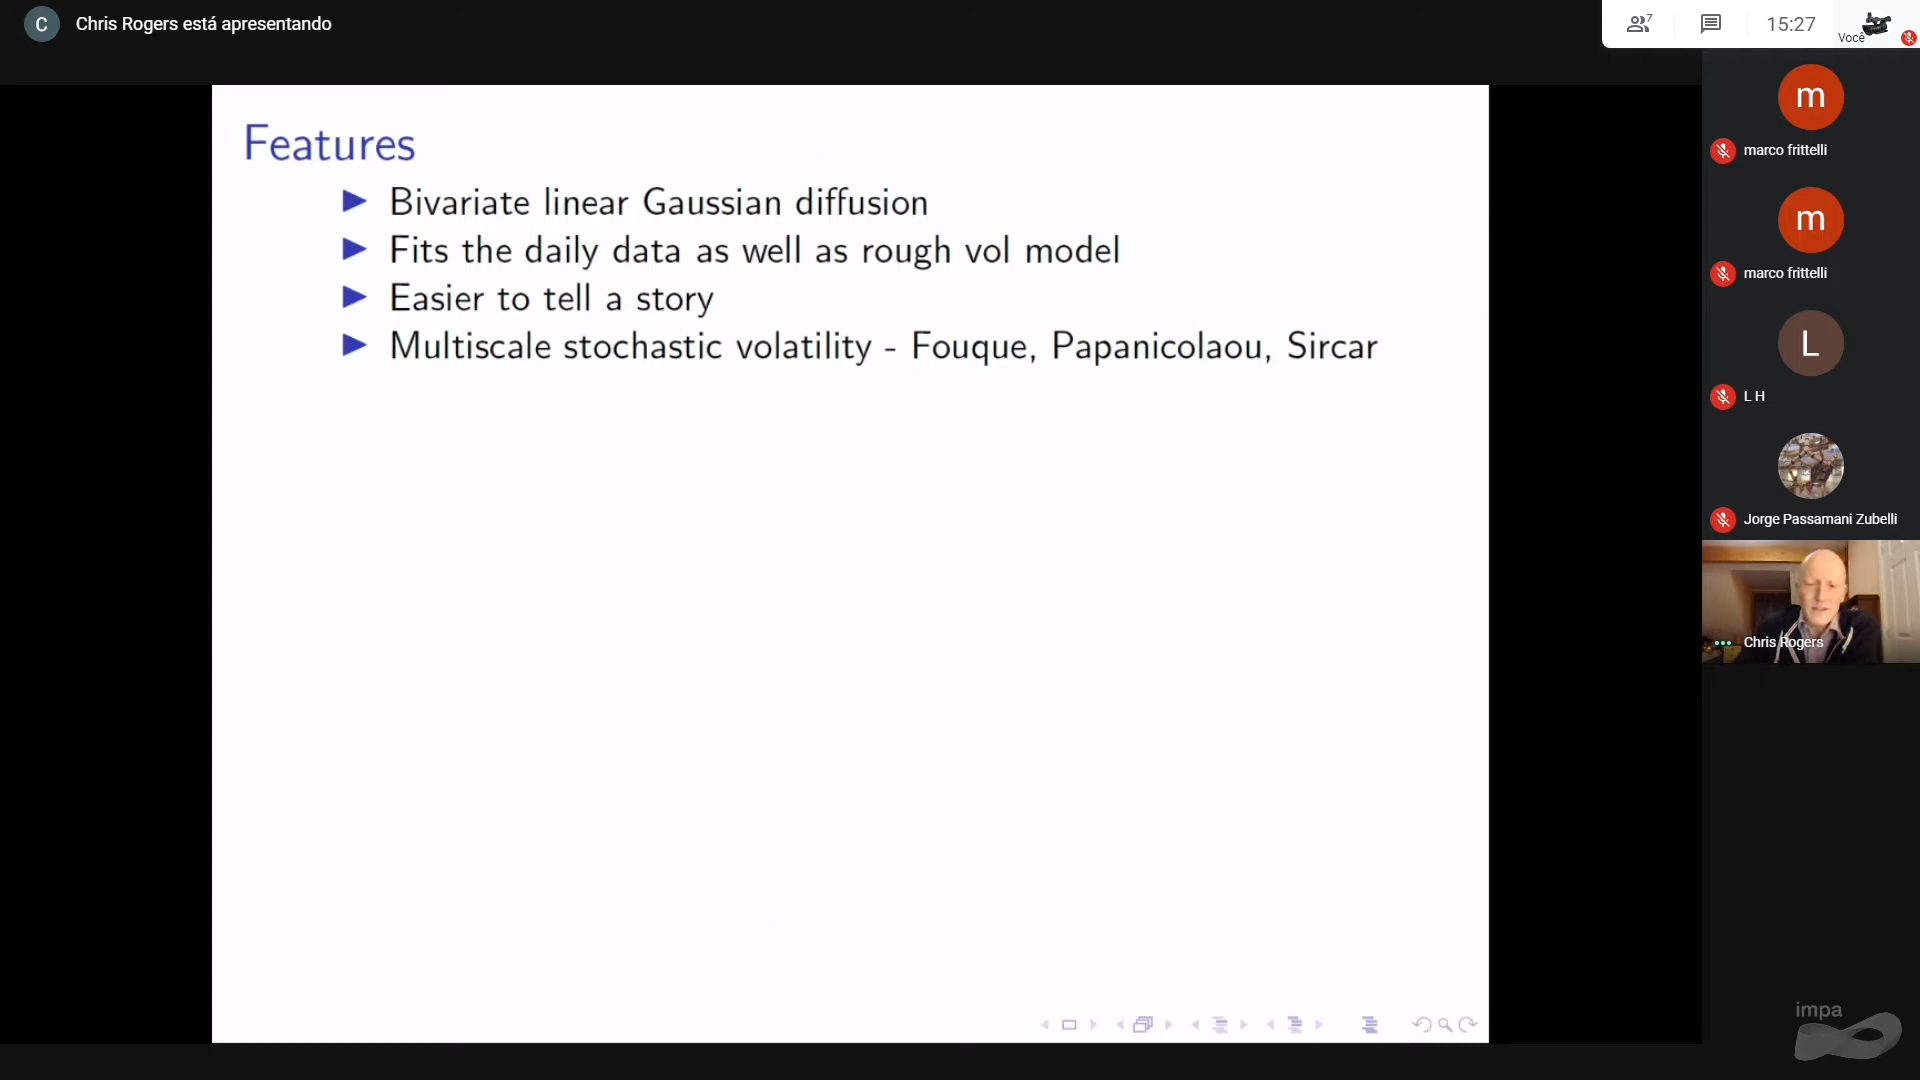 C Chris Rogers está apresentando
7
15:27
Você
Features
Bivariate linear Gaussian diffusion
Fits the daily data as well as rough vol model
Easier to tell a story
Multiscale stochastic volatility - Fouque, Papanicolaou, Sircar
m
marco frittelli
m
marco frittelli
L
L H
Jorge Passamani Zubelli
Chris Rogers
impa